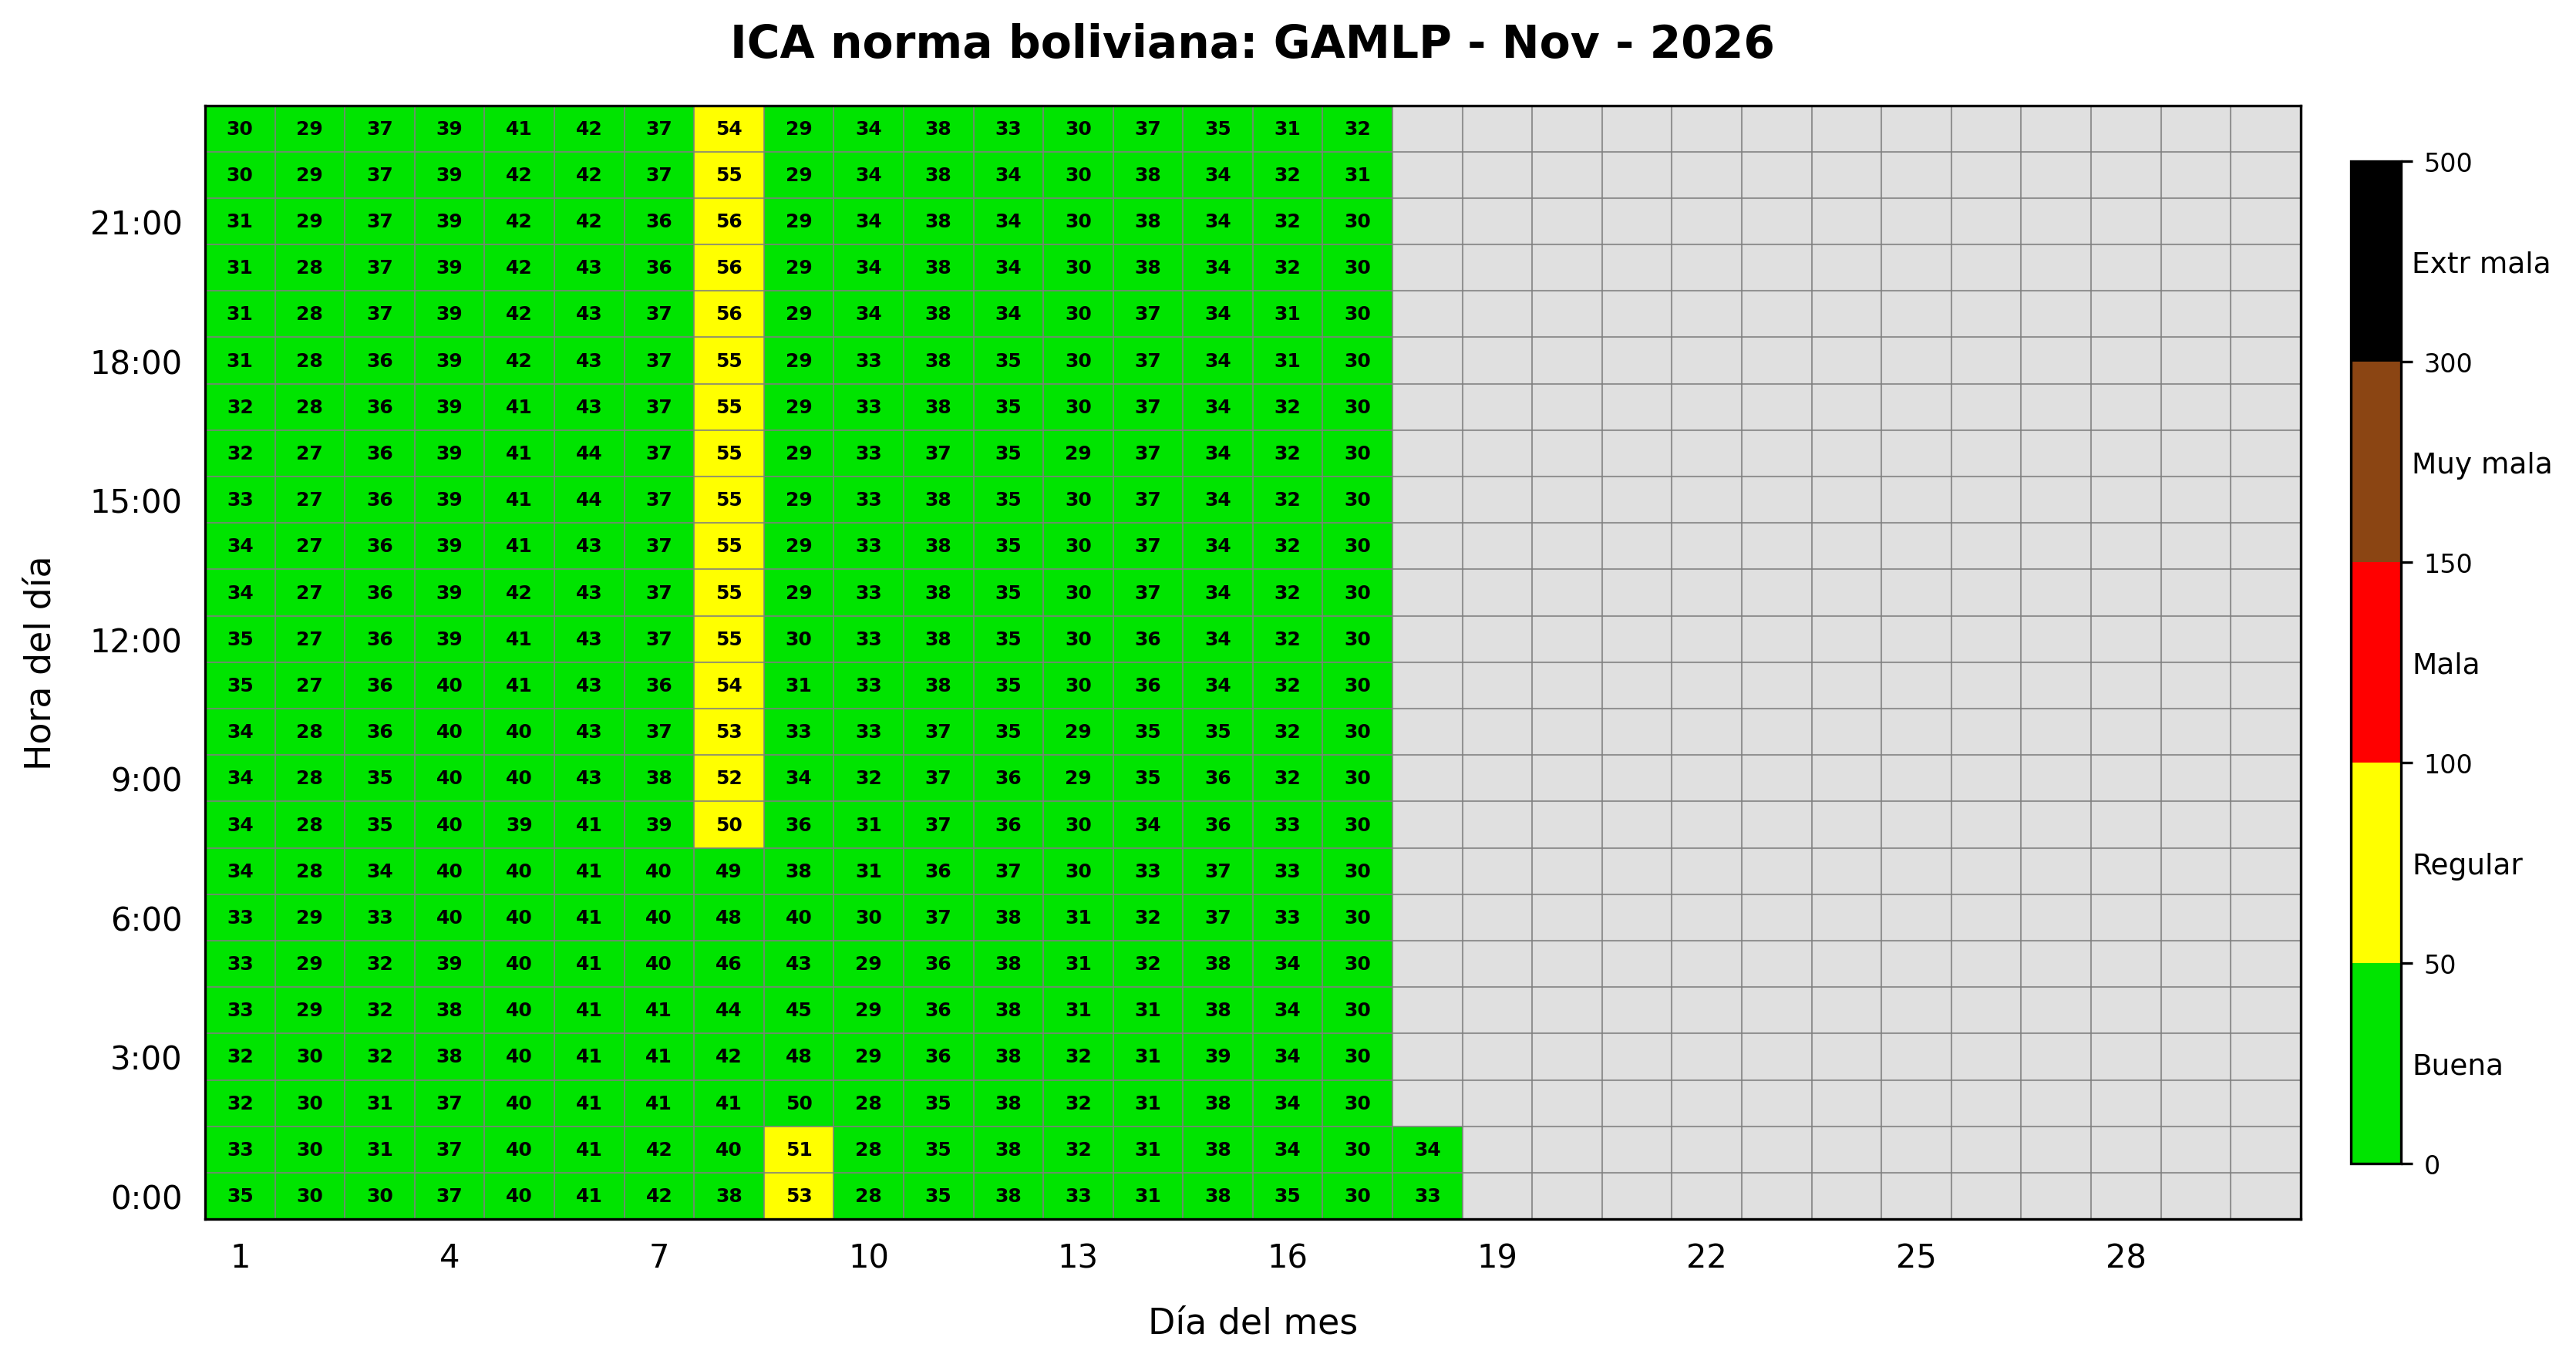 ICA norma boliviana: GAMLP - Nov - 2026
30 29 37 39 41 42 37 54 29 34 38 33 30 37 35 31 32
30 29 37 39 42 42 37 55 29 34 38 34 30 38 34 32 31
21:00 31 29 37 39 42 42 36 56 29 34 38 34 30 38 34 32 30
31 28 37 39 42 43 36 56 29 34 38 34 30 38 34 32 30
31 28 37 39 42 43 37 56 29 34 38 34 30 37 34 31 30
18:00 31 28 36 39 42 43 37 55 29 33 38 35 30 37 34 31 30
32 28 36 39 41 43 37 55 29 33 38 35 30 37 34 32 30
32 27 36 39 41 44 37 55 29 33 37 35 29 37 34 32 30
15:00 33 27 36 39 41 44 37 55 29 33 38 35 30 37 34 32 30
34 27 36 39 41 43 37 55 29 33 38 35 30 37 34 32 30
34 27 36 39 42 43 37 55 29 33 38 35 30 37 34 32 30
12:00 35 27 36 39 41 43 37 55 30 33 38 35 30 36 34 32 30
35 27 36 40 41 43 36 54 31 33 38 35 30 36 34 32 30
34 28 36 40 40 43 37 53 33 33 37 35 29 35 35 32 30
9:00 34 28 35 40 40 43 38 52 34 32 37 36 29 35 36 32 30
34 28 35 40 39 41 39 50 36 31 37 36 30 34 36 33 30
34 28 34 40 40 41 40 49 38 31 36 37 30 33 37 33 30
6:00 33 29 33 40 40 41 40 48 40 30 37 38 31 32 37 33 30
33 29 32 39 40 41 40 46 43 29 36 38 31 32 38 34 30
33 29 32 38 40 41 41 44 45 29 36 38 31 31 38 34 30
3:00 32 30 32 38 40 41 41 42 48 29 36 38 32 31 39 34 30
32 30 31 37 40 41 41 41 50 28 35 38 32 31 38 34 30
33 30 31 37 40 41 42 40 51 28 35 38 32 31 38 34 30 34
0:00 35 30 30 37 40 41 42 38 53 28 35 38 33 31 38 35 30 33
1 4 7 10 13 16 19 22 25 28
Día del mes
Hora del día
500
Extr mala
300
Muy mala
150
Mala
100
Regular
50
Buena
0